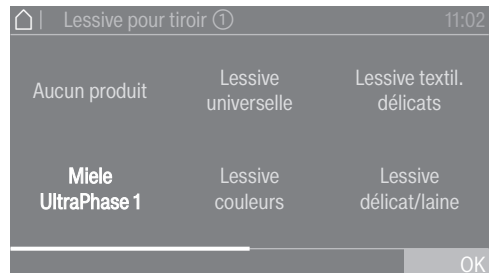 Lessive pour tiroir ① 11:02
Aucun produit
Lessive
universelle
Lessive textil.
délicats
Miele
UltraPhase 1
Lessive
couleurs
Lessive
délicat/laine
OK